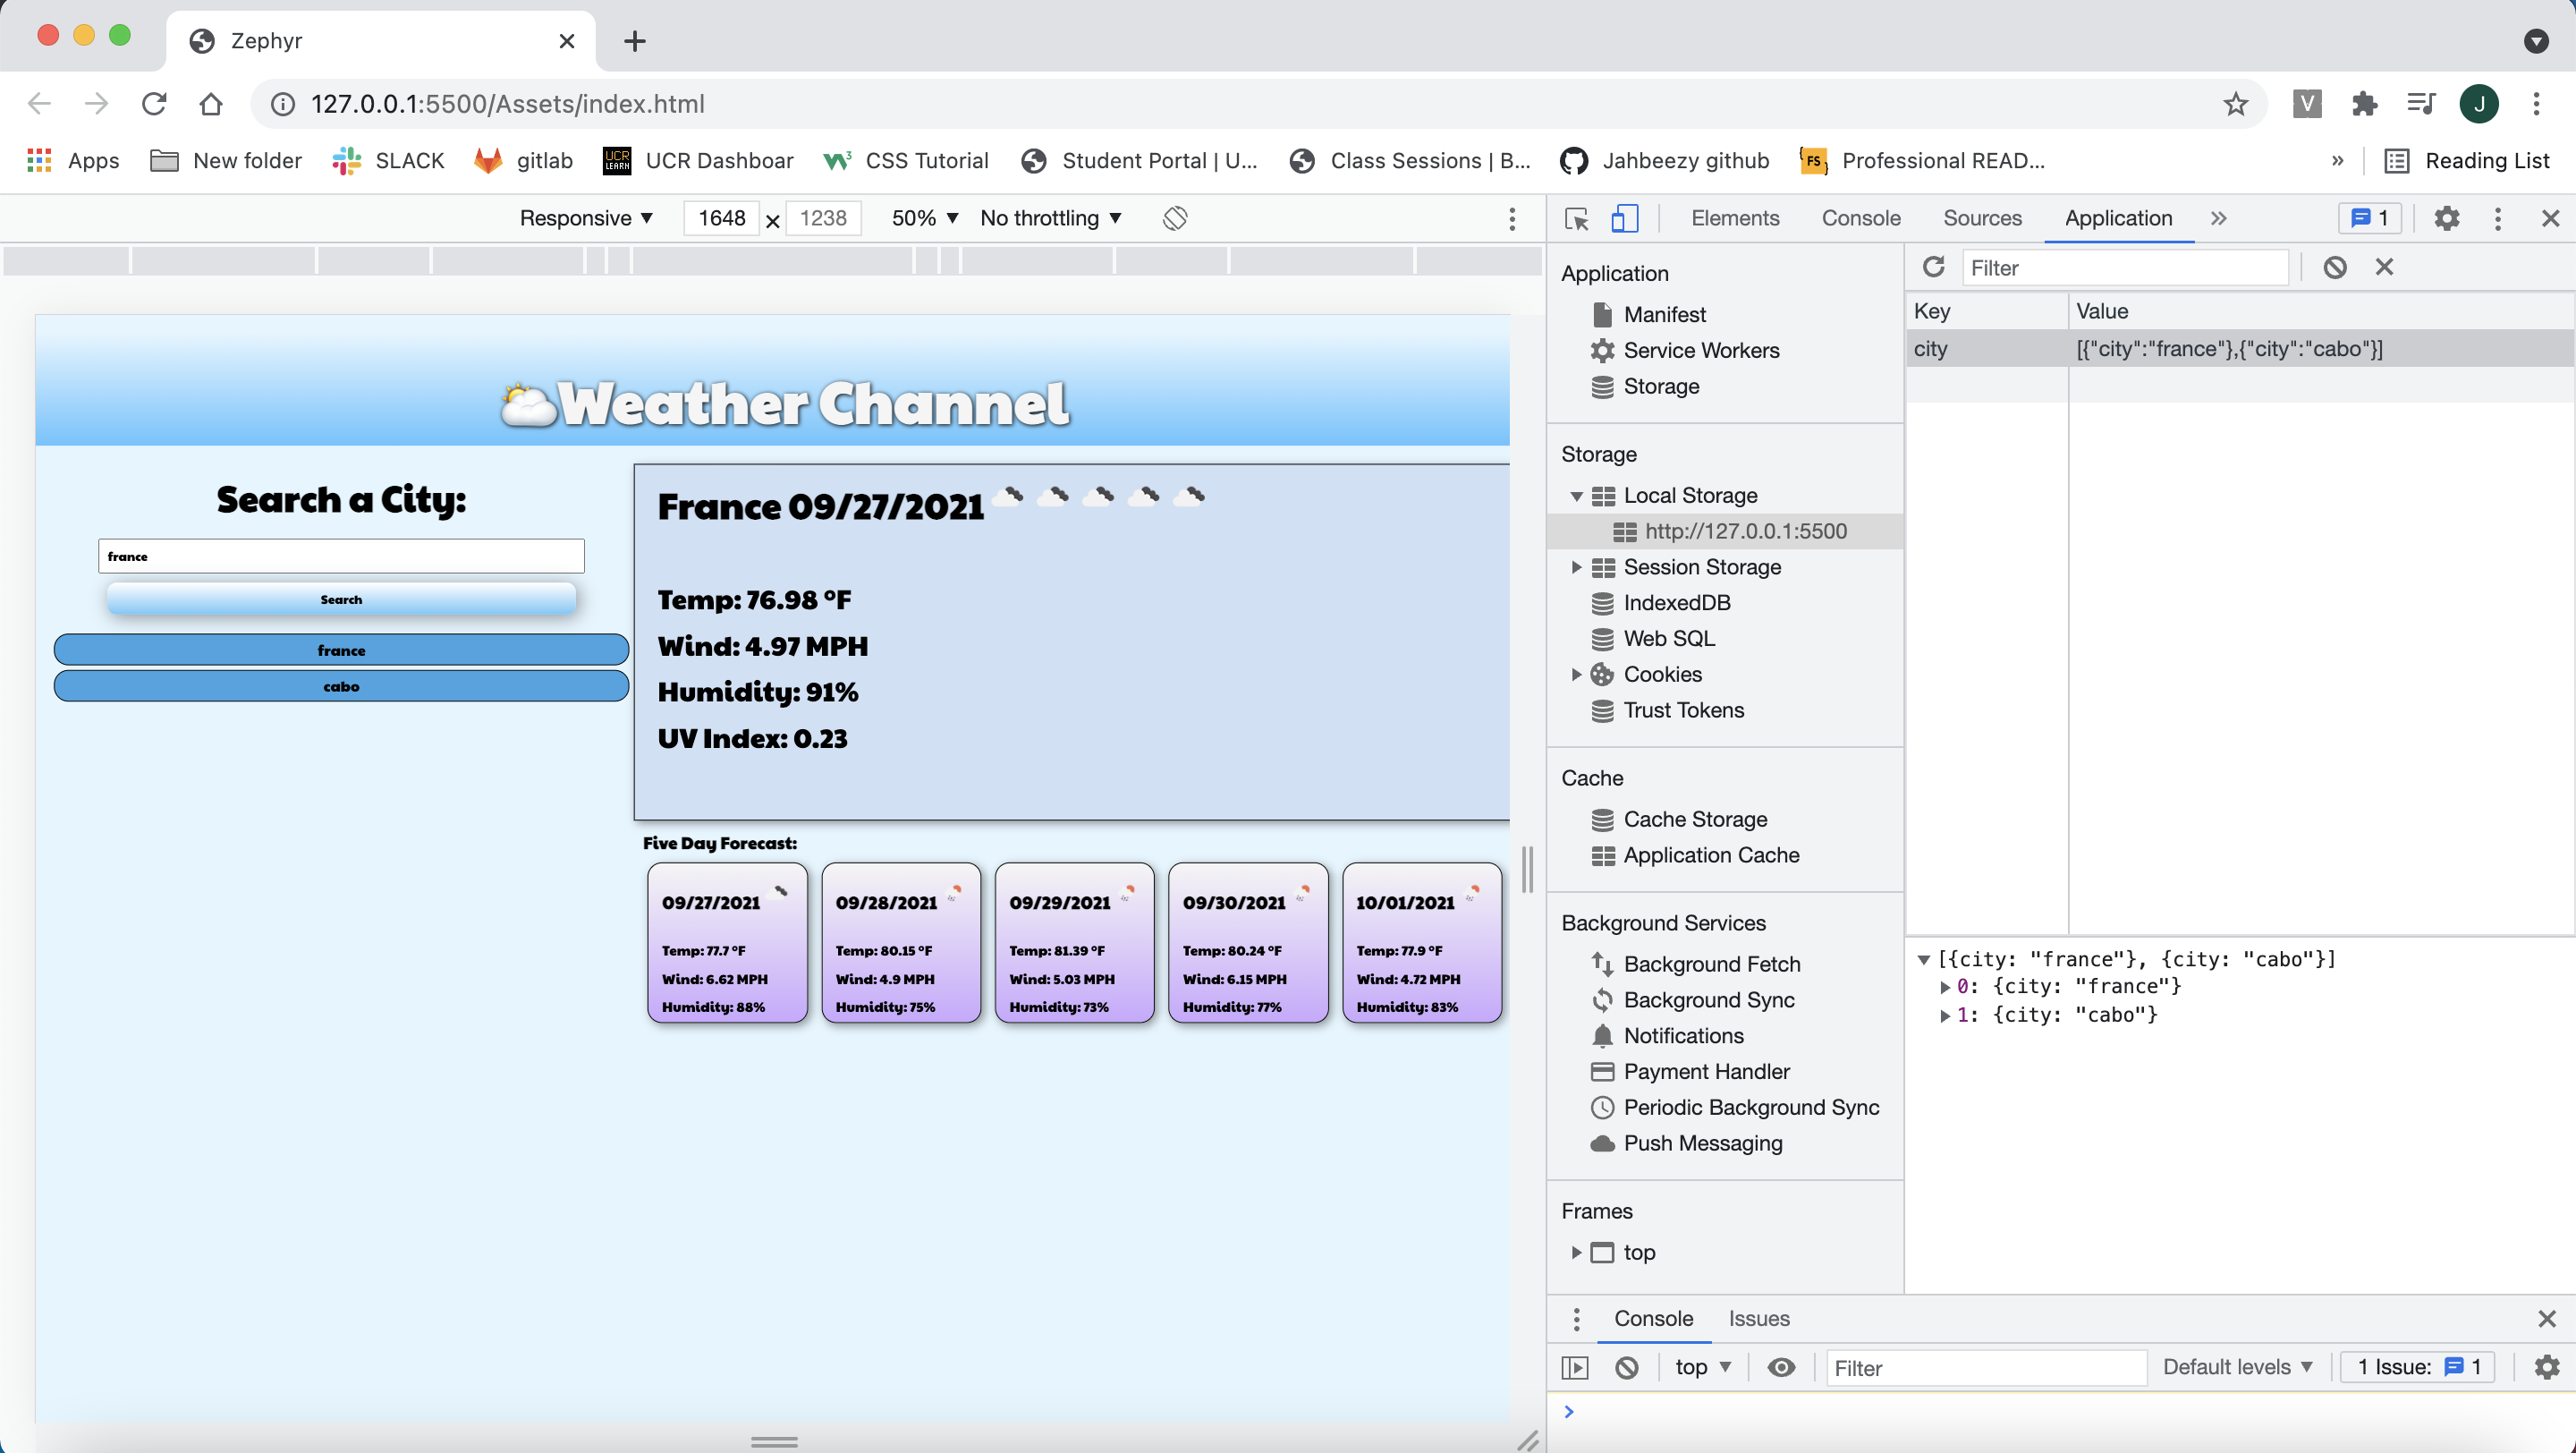 Zephyr
127.0.0.1:5500/Assets/index.html
V
J
Apps New folder SLACK gitlab UCR LEARN UCR Dashboar W3 CSS Tutorial Student Portal | U... Class Sessions | B... Jahbeezy github {FS} Professional READ... » Reading List
Responsive 1648 × 1238 50% No throttling
Elements Console Sources Application 1
Weather Channel
Search a City:
france
Search
france
cabo
France 09/27/2021
Temp: 76.98 °F
Wind: 4.97 MPH
Humidity: 91%
UV Index: 0.23
Five Day Forecast:
09/27/2021
Temp: 77.7 °F
Wind: 6.62 MPH
Humidity: 88%
09/28/2021
Temp: 80.15 °F
Wind: 4.9 MPH
Humidity: 75%
09/29/2021
Temp: 81.39 °F
Wind: 5.03 MPH
Humidity: 73%
09/30/2021
Temp: 80.24 °F
Wind: 6.15 MPH
Humidity: 77%
10/01/2021
Temp: 77.9 °F
Wind: 4.72 MPH
Humidity: 83%
Application
Manifest
Service Workers
Storage
Storage
Local Storage
http://127.0.0.1:5500
Session Storage
IndexedDB
Web SQL
Cookies
Trust Tokens
Cache
Cache Storage
Application Cache
Background Services
Background Fetch
Background Sync
Notifications
Payment Handler
Periodic Background Sync
Push Messaging
Frames
top
Filter
Key Value
city [{"city":"france"},{"city":"cabo"}]
[{city: "france"}, {city: "cabo"}]
0: {city: "france"}
1: {city: "cabo"}
Console Issues
top Filter Default levels 1 Issue: 1